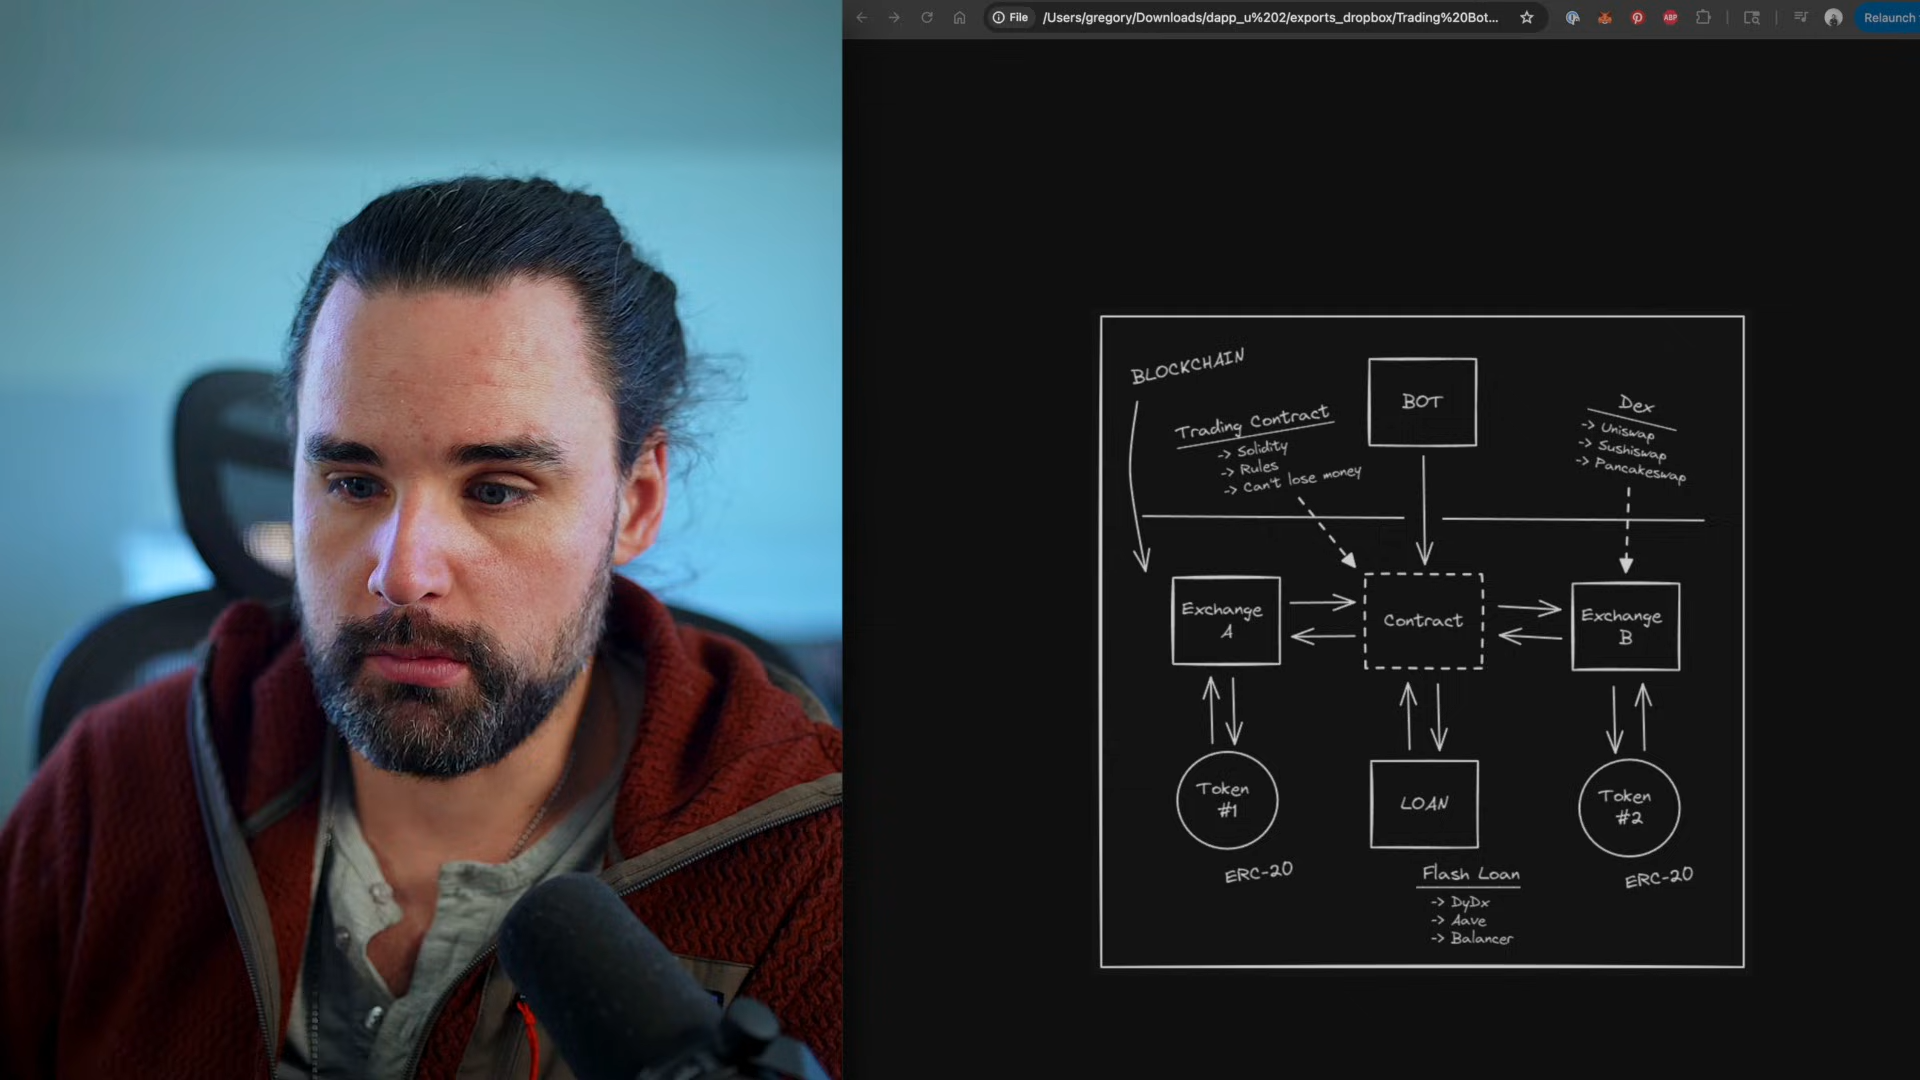 File
/Users/gregory/Downloads/dapp_u%202/exports_dropbox/Trading%20Bot...
ABP
Relaunch
BLOCKCHAIN
BOT
Trading Contract
-> Solidity
-> Rules
-> Can't lose money
Dex
-> Uniswap
-> Sushiswap
-> Pancakeswap
Exchange
A
Contract
Exchange
B
Token
#1
LOAN
Token
#2
ERC-20
ERC-20
Flash Loan
-> DyDx
-> Aave
-> Balancer